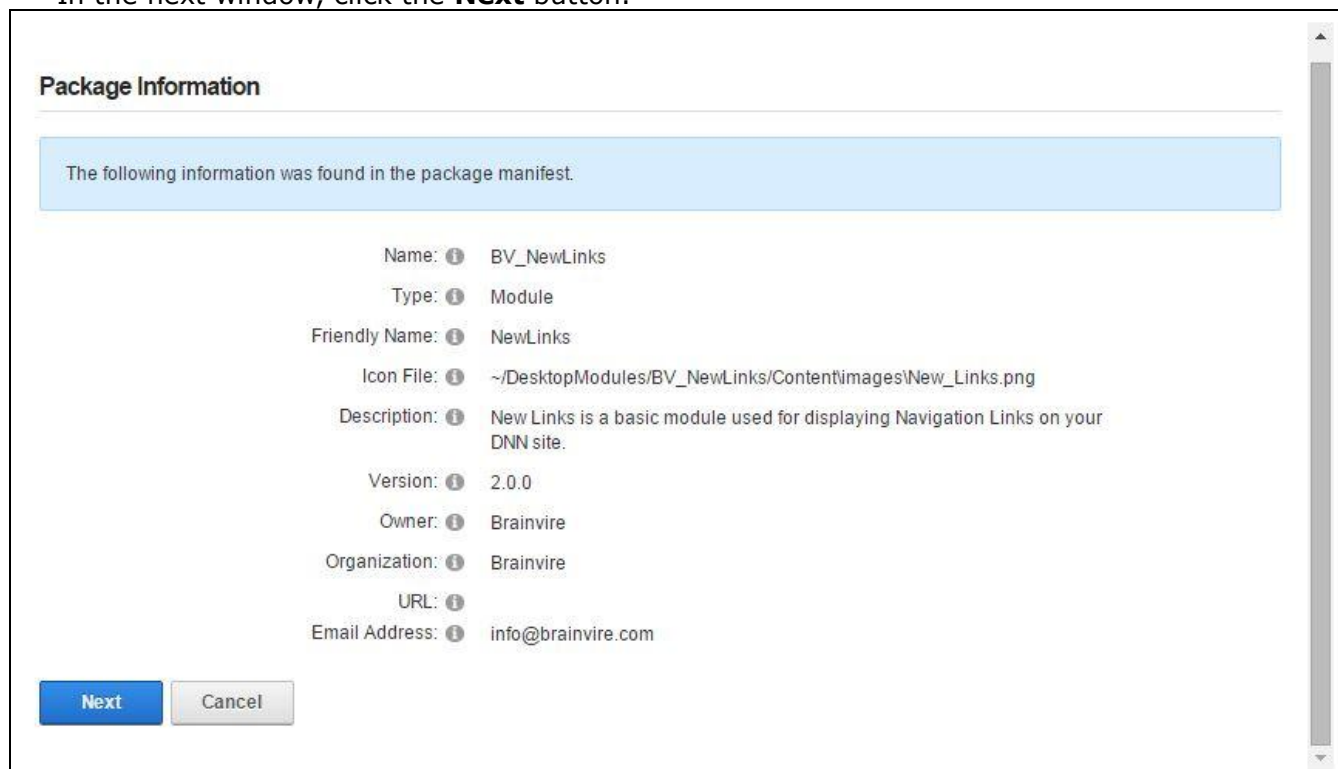 In the next window, click the Next button.
Package Information
The following information was found in the package manifest.
Name: BV_NewLinks
Type: Module
Friendly Name: NewLinks
Icon File: ~/DesktopModules/BV_NewLinks/Content\images\New_Links.png
Description: New Links is a basic module used for displaying Navigation Links on your
DNN site.
Version: 2.0.0
Owner: Brainvire
Organization: Brainvire
URL:
Email Address: info@brainvire.com
Next Cancel